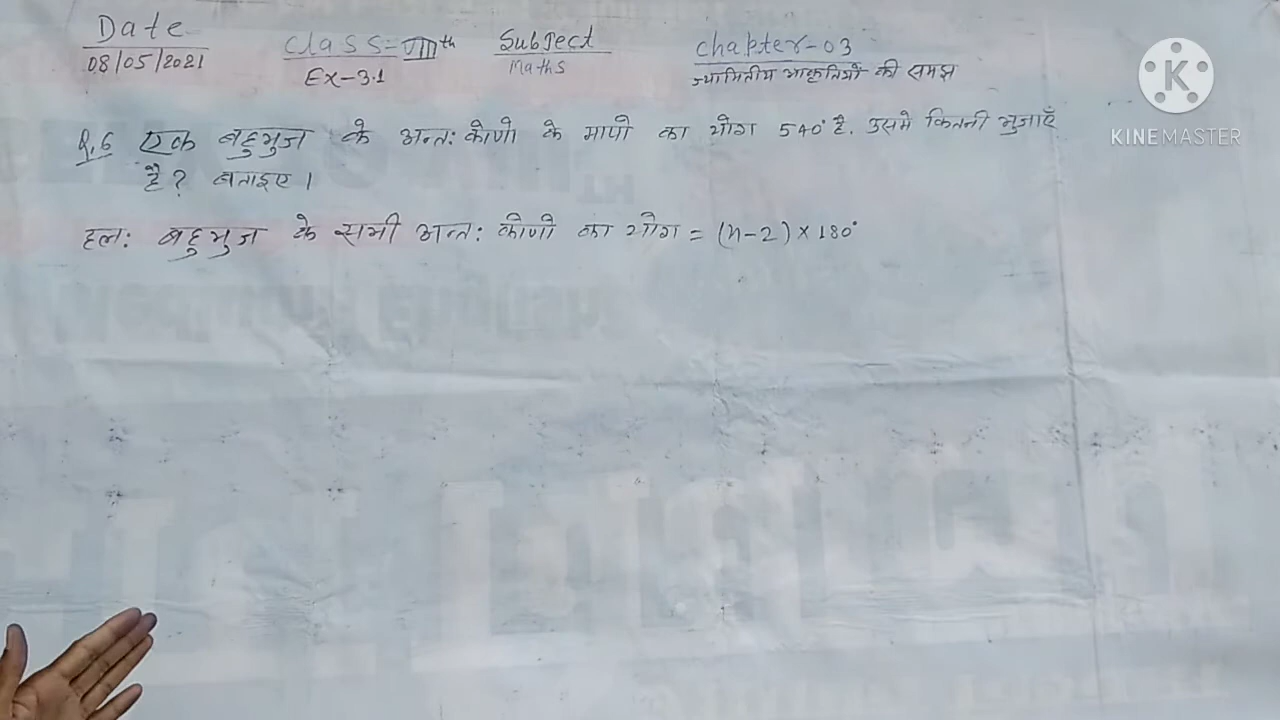 Date
08/05/2021
Class = VIIIth
Ex-3.1
Subject
Maths
Chapter-03
ज्यामितीय आकृतियों की समझ
K
KINEMASTER
Q.6 एक बहुभुज के अन्त: कोणो के मापो का योग 540° है. उसमे कितनी भुजाएँ
है? बताइए।
हल: बहुभुज के सभी अन्त: कोणो का योग = (n-2) × 180°